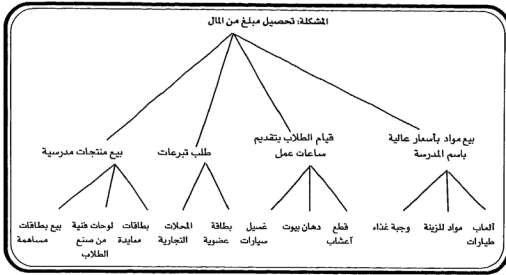 المشكلة: تحصيل مبلغ من المال
بيع مواد بأسعار عالية
باسم المدرسة
قيام الطلاب بتقديم
ساعات عمل
طلب تبرعات
بيع منتجات مدرسية
ألعاب
طيارات
مواد للزينة
وجبة غذاء
قطع
أعشاب
دهان بيوت
غسيل
سيارات
بطاقة
عضوية
المحلات
التجارية
بطاقات
معايدة
لوحات فنية
من صنع
الطلاب
بيع بطاقات
مساهمة